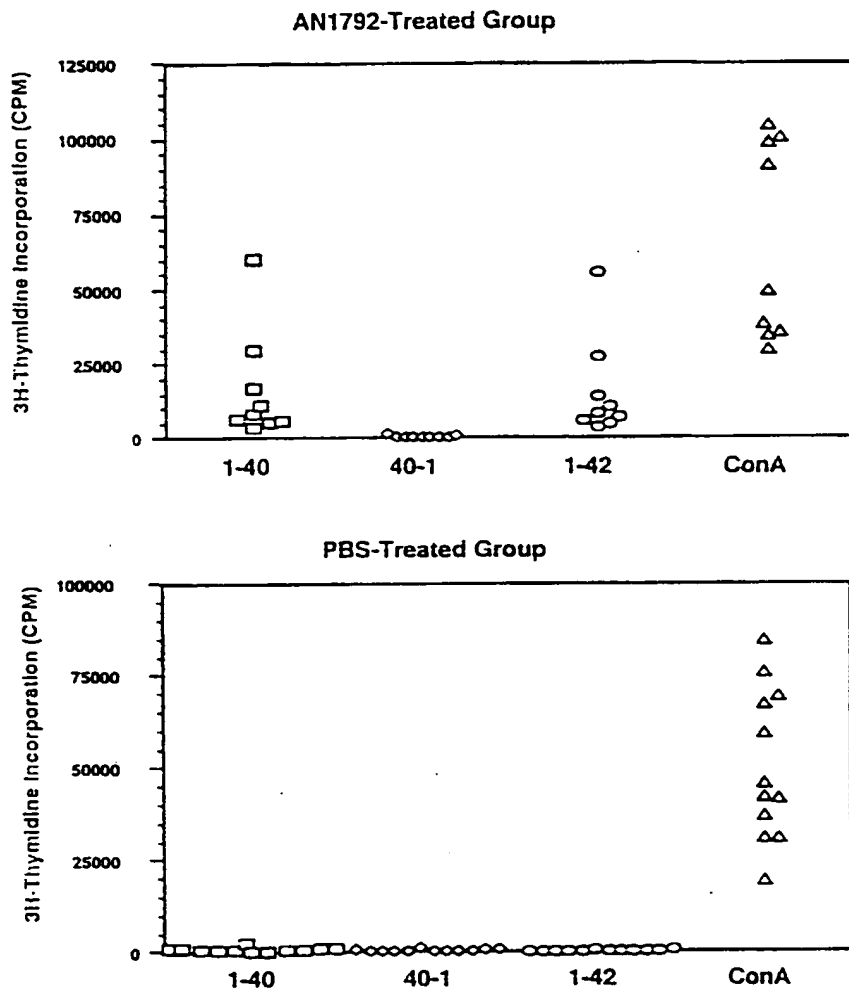 AN1792-Treated Group
3H-Thymidine Incorporation (CPM)
125000
100000
75000
50000
25000
0
1-40
40-1
1-42
ConA
PBS-Treated Group
3H-Thymidine Incorporation (CPM)
100000
75000
50000
25000
0
1-40
40-1
1-42
ConA